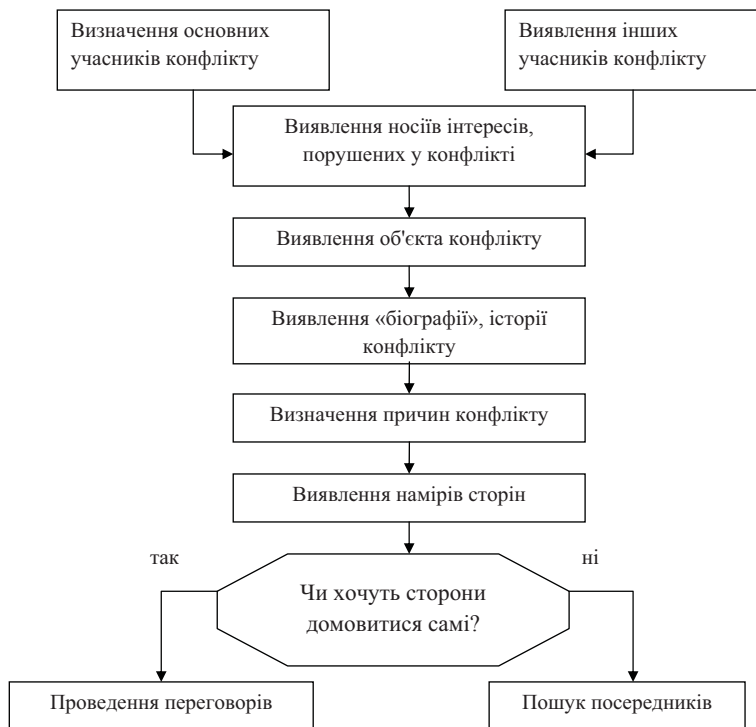 Визначення основних
учасників конфлікту
Виявлення інших
учасників конфлікту
Виявлення носіїв інтересів,
порушених у конфлікті
Виявлення об'єкта конфлікту
Виявлення «біографії», історії
конфлікту
Визначення причин конфлікту
Виявлення намірів сторін
так
ні
Чи хочуть сторони
домовитися самі?
Проведення переговорів
Пошук посередників